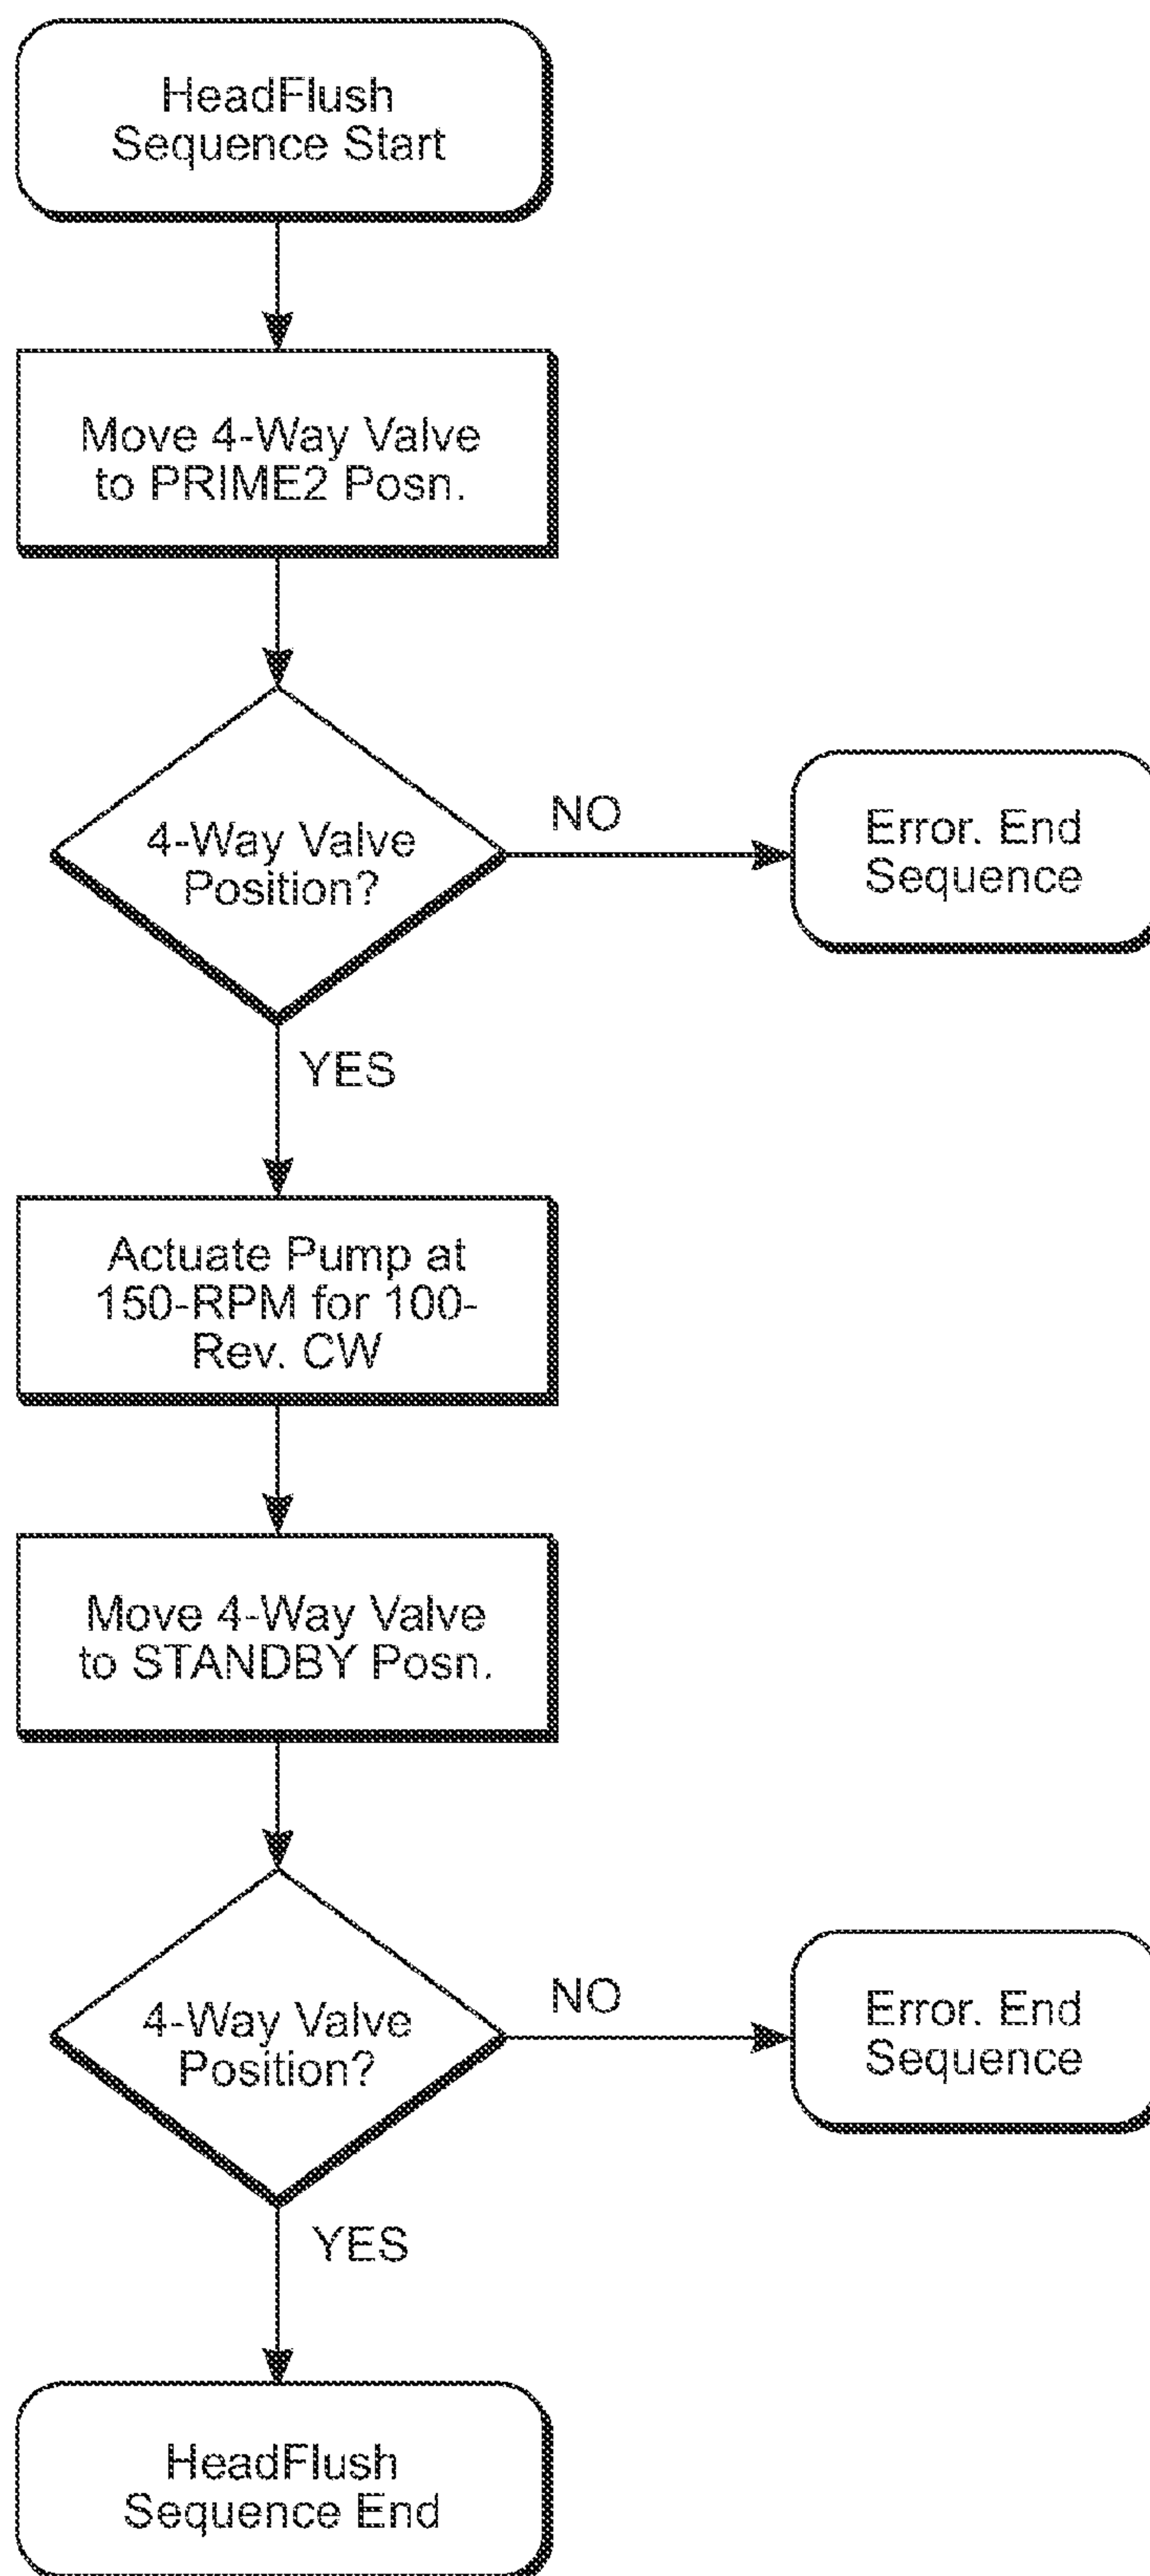 HeadFlush
Sequence Start
Move 4-Way Valve
to PRIME2 Posn.
4-Way Valve
Position?
NO
Error. End
Sequence
YES
Actuate Pump at
150-RPM for 100-
Rev. CW
Move 4-Way Valve
to STANDBY Posn.
4-Way Valve
Position?
NO
Error. End
Sequence
YES
HeadFlush
Sequence End